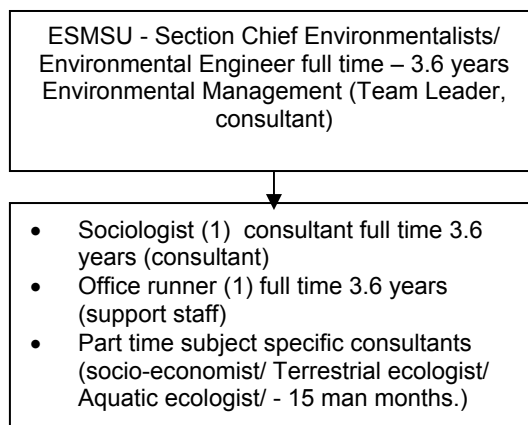 ESMSU - Section Chief Environmentalists/
Environmental Engineer full time – 3.6 years
Environmental Management (Team Leader,
consultant)
• Sociologist (1)  consultant full time 3.6
years (consultant)
• Office runner (1) full time 3.6 years
(support staff)
• Part time subject specific consultants
(socio-economist/ Terrestrial ecologist/
Aquatic ecologist/ - 15 man months.)